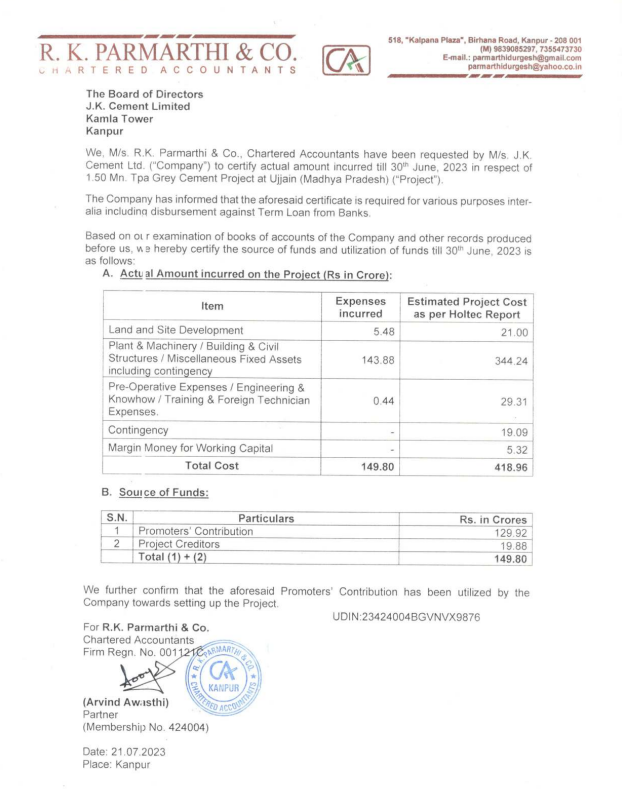 R. K. PARMARTHI & CO.
CHARTERED ACCOUNTANTS
CA
518, "Kalpana Plaza", Birhana Road, Kanpur - 208 001
(M) 9839085297, 7355473730
E-mail.: parmarthidurgesh@gmail.com
parmarthidurgesh@yahoo.co.in
The Board of Directors
J.K. Cement Limited
Kamla Tower
Kanpur
We, M/s. R.K. Parmarthi & Co., Chartered Accountants have been requested by M/s. J.K.
Cement Ltd. ("Company") to certify actual amount incurred till 30th June, 2023 in respect of
1.50 Mn. Tpa Grey Cement Project at Ujjain (Madhya Pradesh) ("Project").
The Company has informed that the aforesaid certificate is required for various purposes inter-
alia including disbursement against Term Loan from Banks.
Based on our examination of books of accounts of the Company and other records produced
before us, we hereby certify the source of funds and utilization of funds till 30th June, 2023 is
as follows:
A. Actual Amount incurred on the Project (Rs in Crore):
Item Expenses incurred Estimated Project Cost as per Holtec Report
Land and Site Development 5.48 21.00
Plant & Machinery / Building & Civil
Structures / Miscellaneous Fixed Assets 143.88 344.24
including contingency
Pre-Operative Expenses / Engineering &
Knowhow / Training & Foreign Technician 0.44 29.31
Expenses.
Contingency - 19.09
Margin Money for Working Capital - 5.32
Total Cost 149.80 418.96
B. Source of Funds:
S.N. Particulars Rs. in Crores
1 Promoters' Contribution 129.92
2 Project Creditors 19.88
Total (1) + (2) 149.80
We further confirm that the aforesaid Promoters' Contribution has been utilized by the
Company towards setting up the Project.
UDIN:23424004BGVNVX9876
For R.K. Parmarthi & Co.
Chartered Accountants
Firm Regn. No. 001121C
R. K. PARMARTHI & CO.
CA
KANPUR
CHARTERED ACCOUNTANTS
(Arvind Awasthi)
Partner
(Membership No. 424004)
Date: 21.07.2023
Place: Kanpur